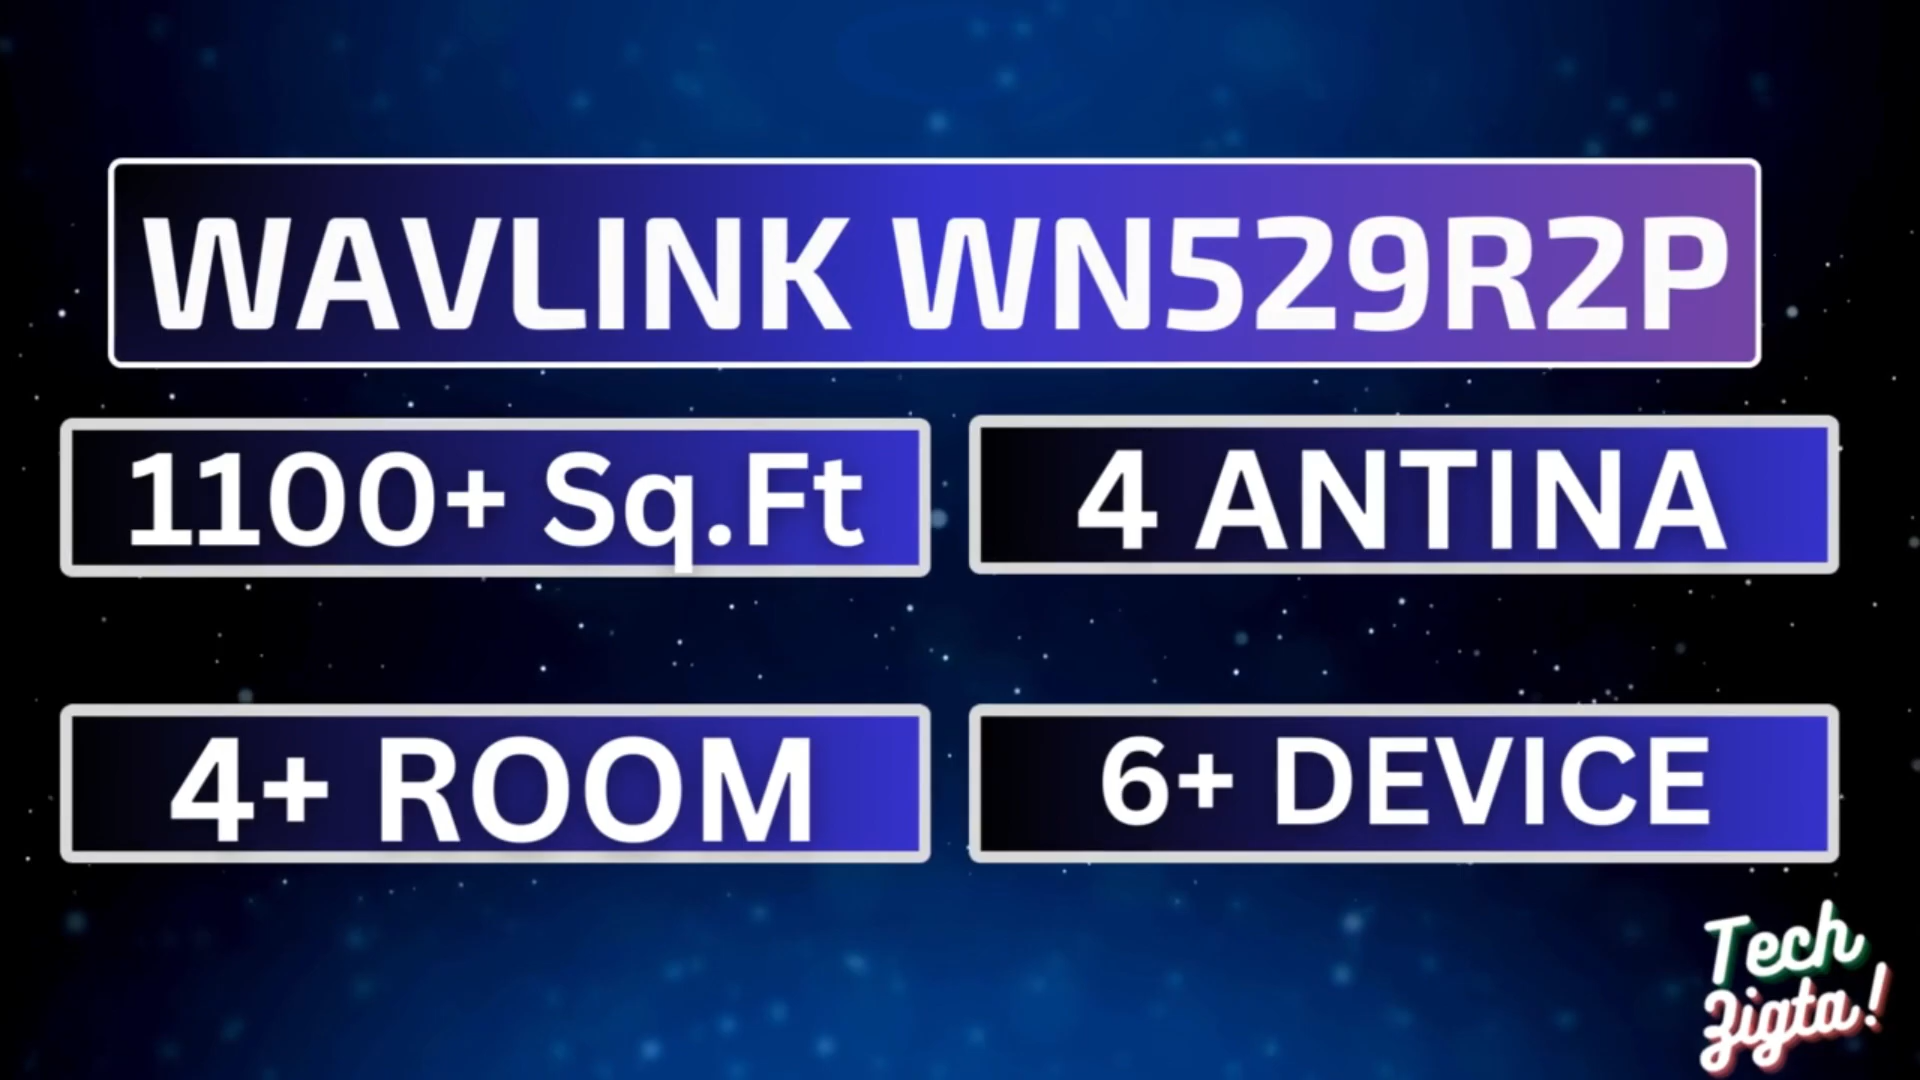 WAVLINK WN529R2P
1100+ Sq.Ft
4 ANTINA
4+ ROOM
6+ DEVICE
Tech
Zigta!